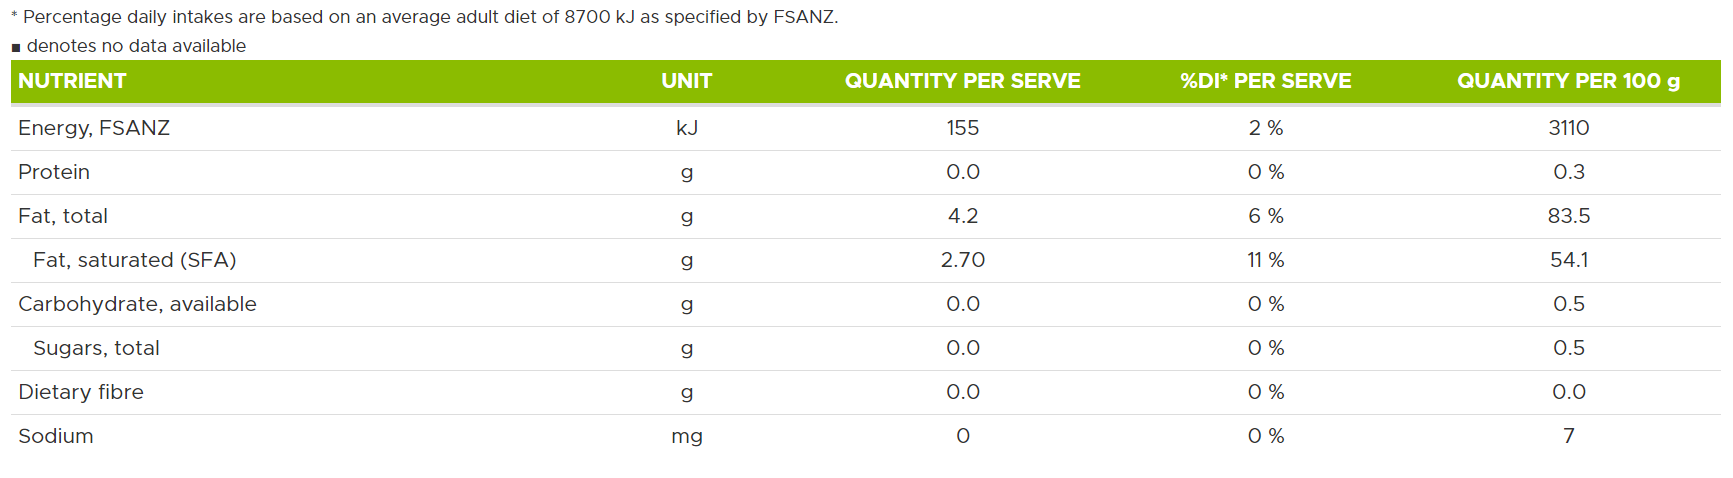 * Percentage daily intakes are based on an average adult diet of 8700 kJ as specified by FSANZ.
■ denotes no data available
NUTRIENT UNIT QUANTITY PER SERVE %DI* PER SERVE QUANTITY PER 100 g
Energy, FSANZ kJ 155 2 % 3110
Protein g 0.0 0 % 0.3
Fat, total g 4.2 6 % 83.5
Fat, saturated (SFA) g 2.70 11 % 54.1
Carbohydrate, available g 0.0 0 % 0.5
Sugars, total g 0.0 0 % 0.5
Dietary fibre g 0.0 0 % 0.0
Sodium mg 0 0 % 7